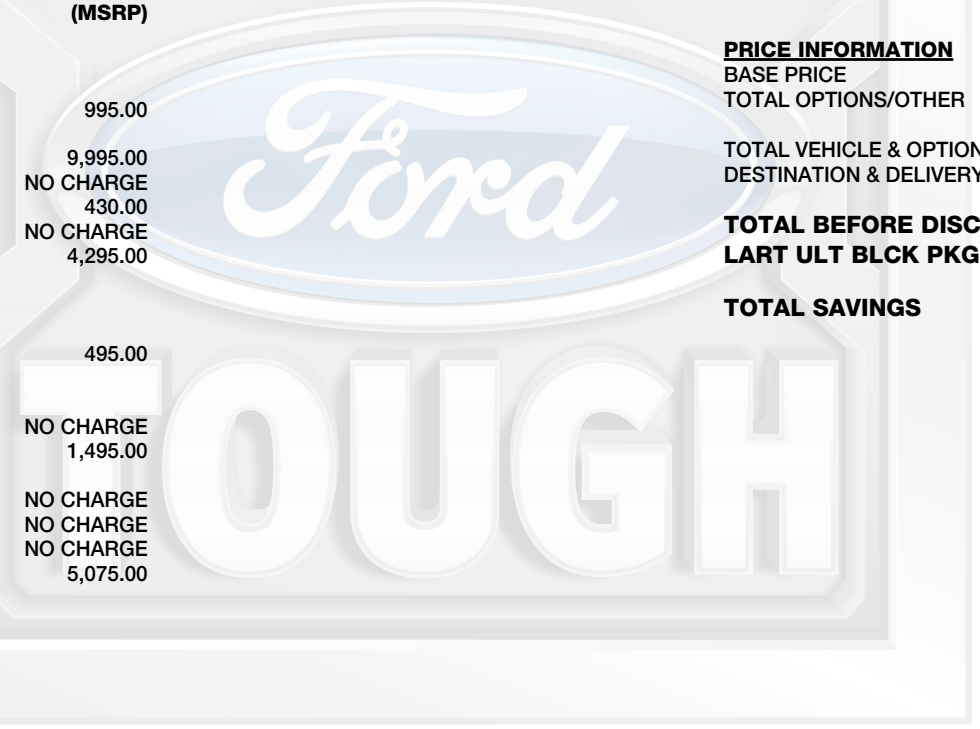 (MSRP)
995.00
9,995.00
NO CHARGE
430.00
NO CHARGE
4,295.00
495.00
NO CHARGE
1,495.00
NO CHARGE
NO CHARGE
NO CHARGE
5,075.00
PRICE INFORMATION
BASE PRICE
TOTAL OPTIONS/OTHER
TOTAL VEHICLE & OPTION
DESTINATION & DELIVERY
TOTAL BEFORE DISC
LART ULT BLCK PKG
TOTAL SAVINGS
Ford
TOUGH